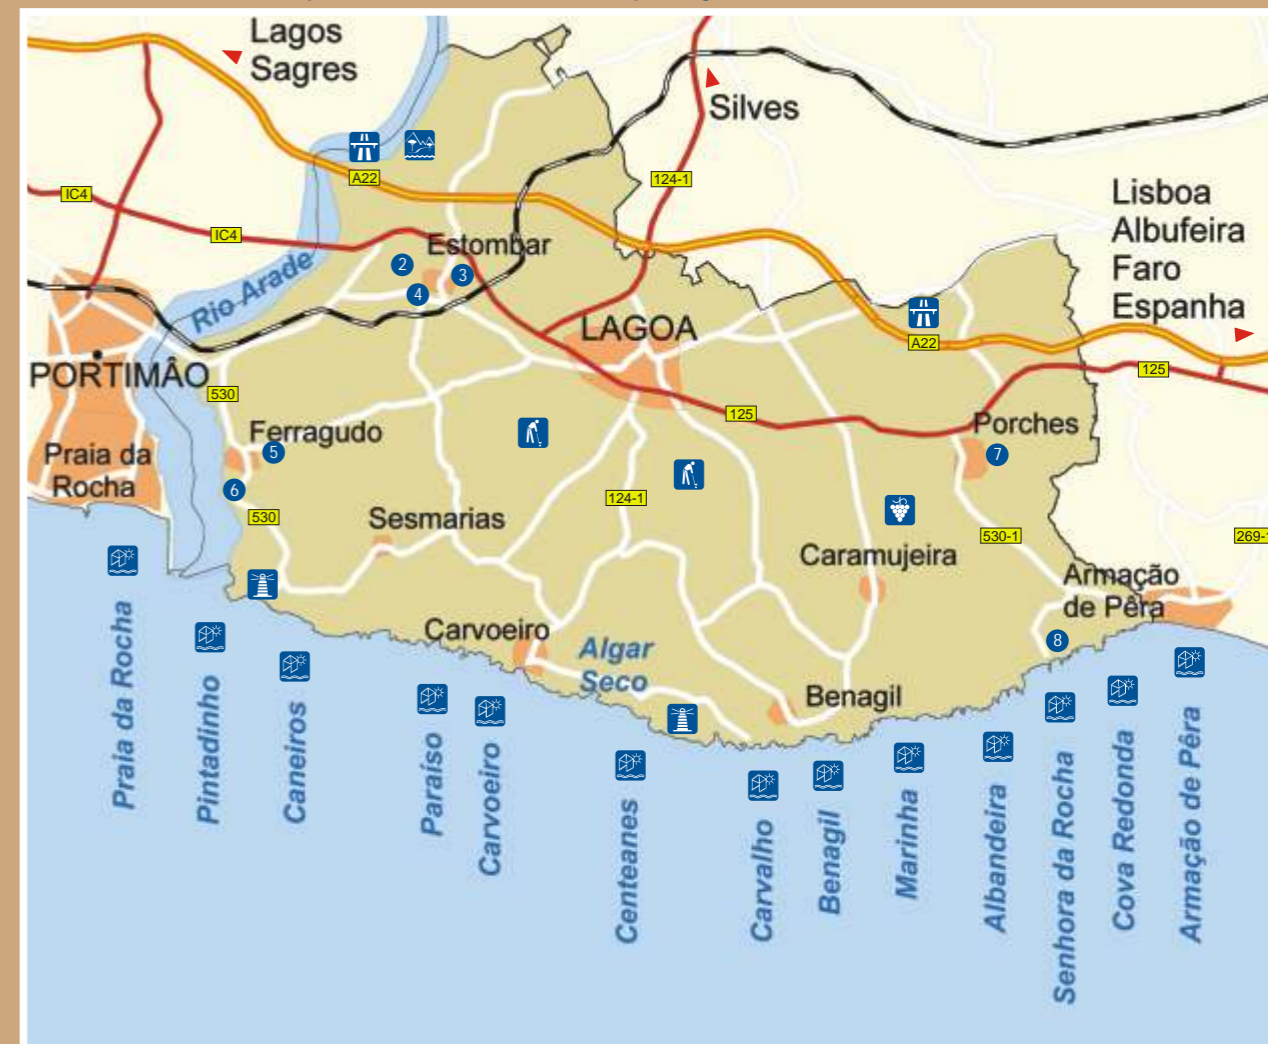 Lagos
Sagres
Silves
A22
124-1
IC4
IC4
Lisboa
Albufeira
Faro
Espanha
Estombar
2
3
4
Rio Arade
LAGOA
A22
PORTIMÂO
530
125
125
Ferragudo
5
Porches
7
Praia da
Rocha
6
530
124-1
Sesmarias
Caramujeira
530-1
269-1
Armação
de Pêra
Carvoeiro
Algar
Seco
8
Benagil
Praia da Rocha
Pintadinho
Caneiros
Paraíso
Carvoeiro
Centeanes
Carvalho
Benagil
Marinha
Albandeira
Senhora da Rocha
Cova Redonda
Armação de Pêra